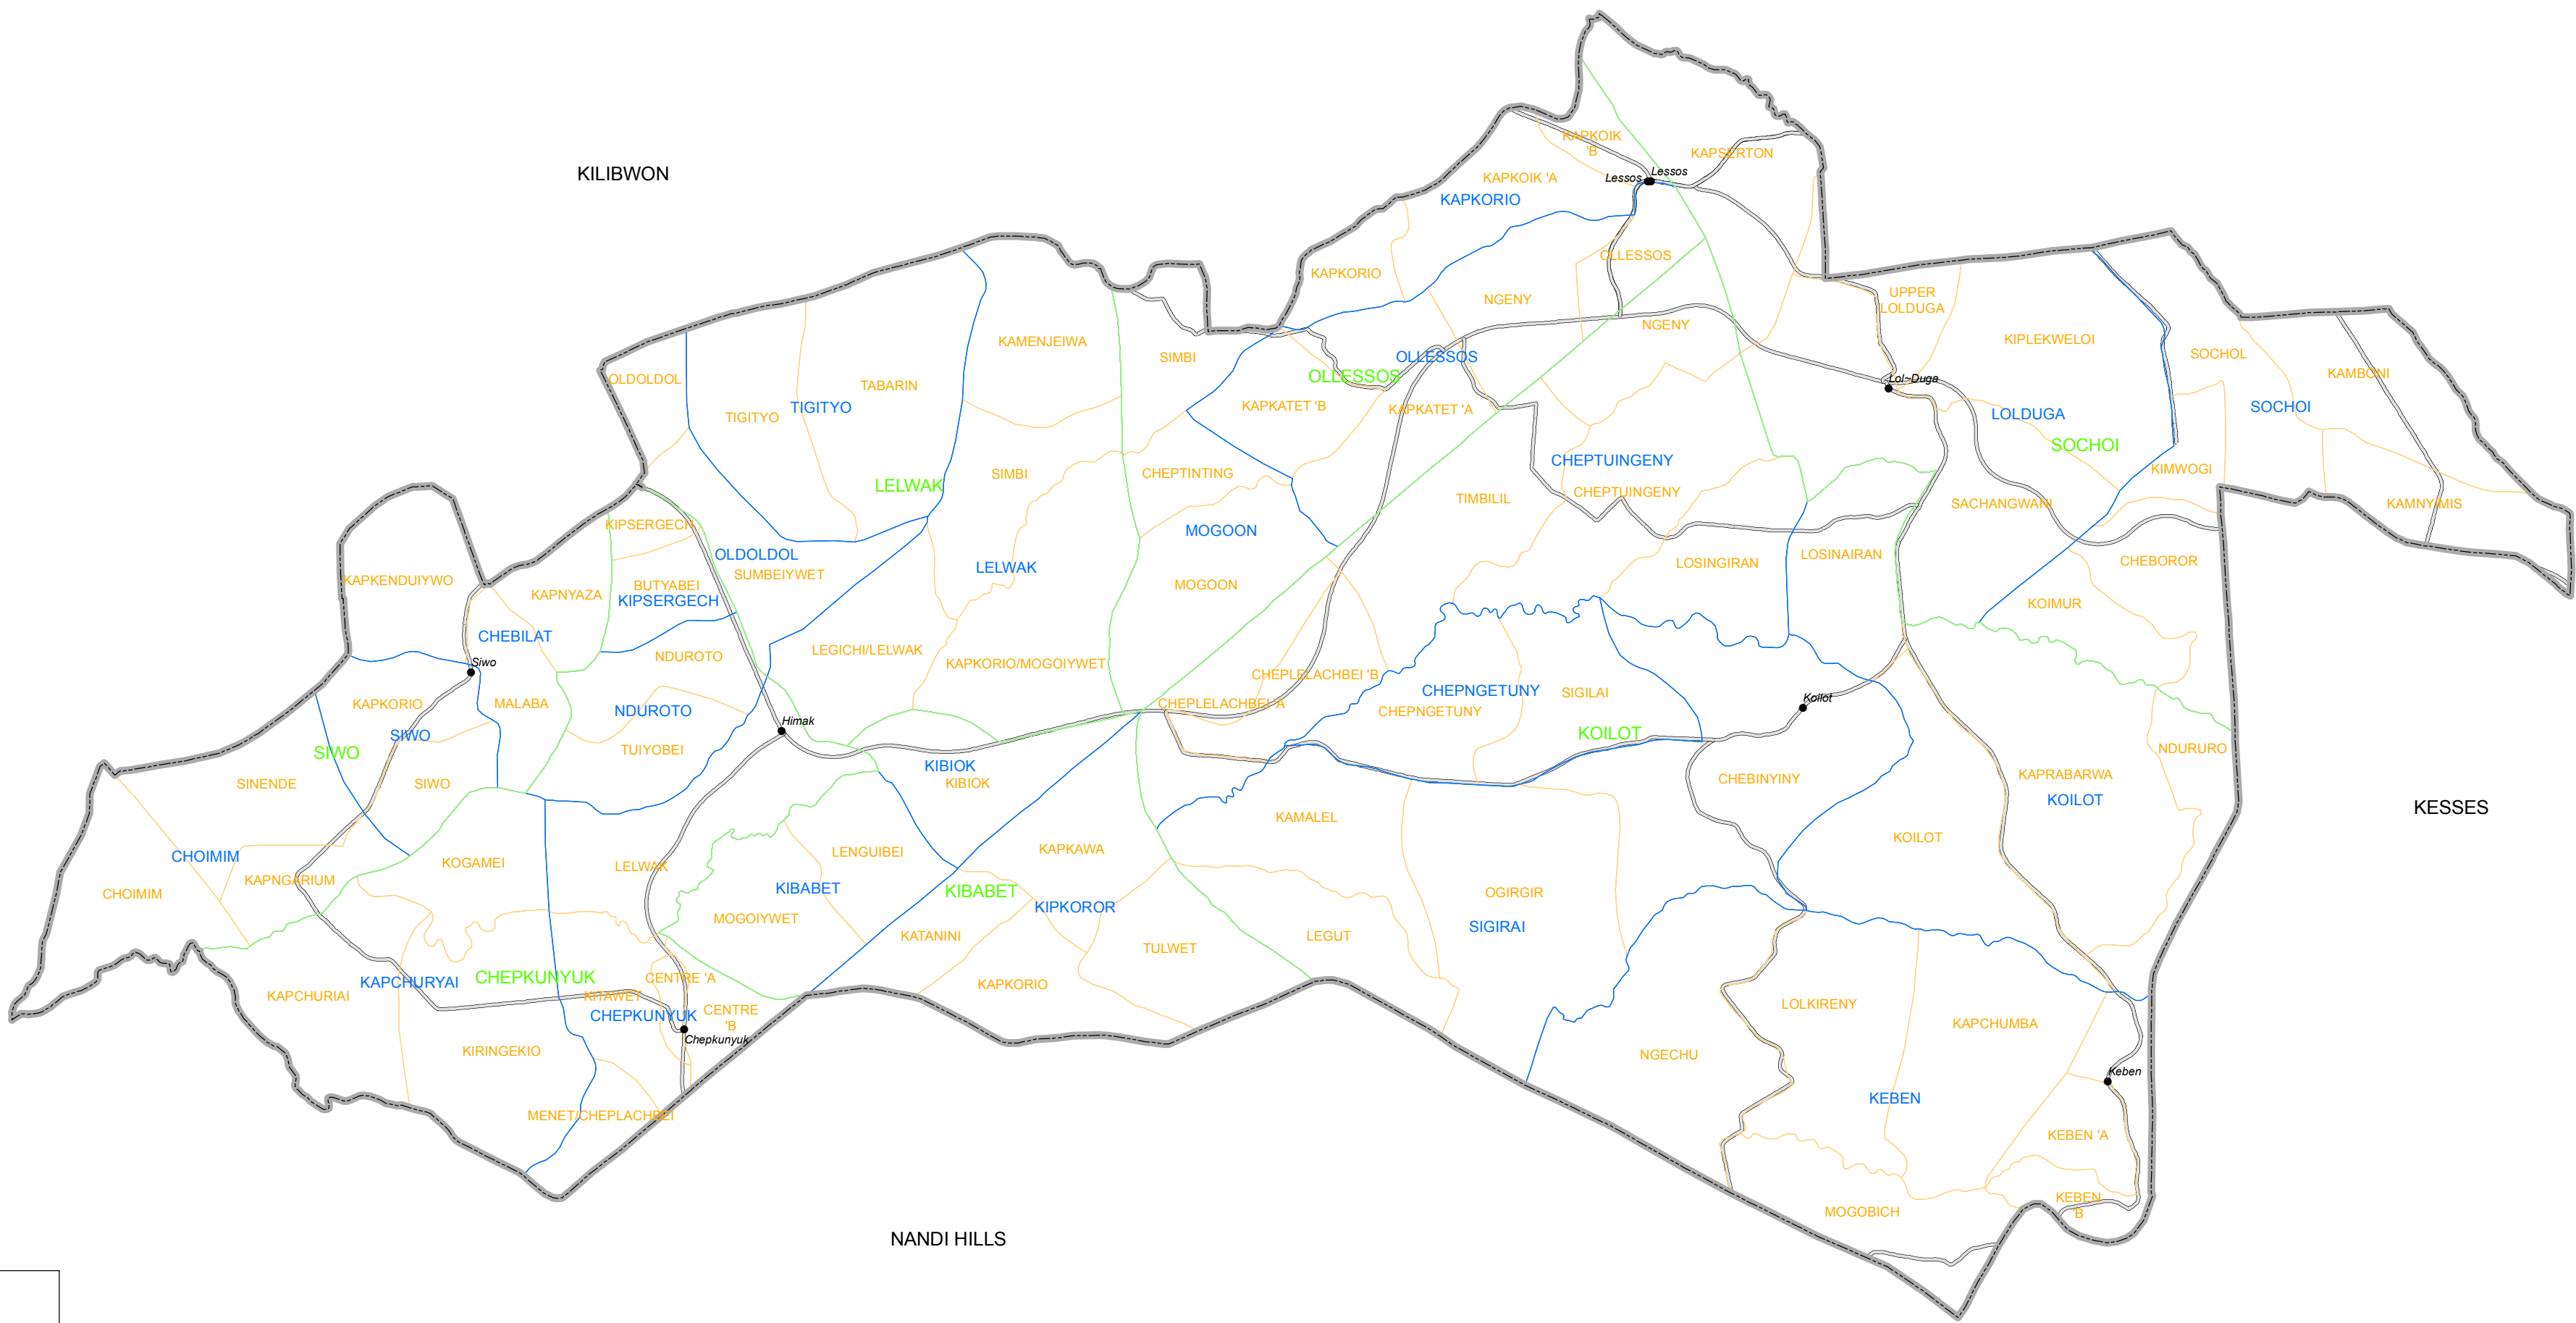 KAPKOIK
'B
KAPSERTON
KILIBWON
Lessos
Lessos
KAPKOIK 'A
KAPKORIO
OLLESSOS
KAPKORIO
UPPER
LOLDUGA
NGENY
NGENY
KAMENJEIWA
SIMBI
OLLESSOS
KIPLEKWELOI
SOCHOL
KAMBONI
OLDOLDOL
TABARIN
OLLESSOS
Lol~Duga
TIGITYO
TIGITYO
KAPKATET 'B
KAPKATET 'A
LOLDUGA
SOCHOI
SOCHOI
CHEPTUINGENY
SIMBI
CHEPTINTING
KIMWOGI
LELWAK
TIMBILIL
CHEPTUINGENY
SACHANGWANI
KAMNYIMIS
KIPSERGECH
MOGOON
OLDOLDOL
SUMBEIYWET
LELWAK
LOSINGIRAN
LOSINAIRAN
CHEBOROR
KAPKENDUIYWO
BUTYABEI
MOGOON
KAPNYAZA
KIPSERGECH
KOIMUR
CHEBILAT
NDUROTO
LEGICHI/LELWAK
KAPKORIO/MOGOIYWET
Siwo
CHEPLELACHBEI 'B
CHEPNGETUNY
SIGILAI
Koilot
KAPKORIO
MALABA
NDUROTO
CHEPLELACHBEI A
CHEPNGETUNY
Himak
SIWO
SIWO
KOILOT
TUIYOBEI
NDURURO
KIBIOK
KIBIOK
SINENDE
SIWO
CHEBINYINY
KAPRABARWA
KOILOT
KESSES
KAMALEL
KOILOT
CHOIMIM
KOGAMEI
LELWAK
LENGUIBEI
KAPKAWA
KAPNGARIUM
CHOIMIM
KIBABET
KIBABET
OGIRGIR
KIPKOROR
MOGOIYWET
SIGIRAI
KATANINI
LEGUT
TULWET
CHEPKUNYUK
CENTRE 'A
KAPCHURYAI
KAPKORIO
KAPCHURIAI
KITAWET
LOLKIRENY
CHEPKUNYUK
CENTRE
'B
KAPCHUMBA
Chepkunyuk
KIRINGEKIO
NGECHU
Keben
KEBEN
MENET/CHEPLACHBEI
KEBEN 'A
KEBEN
'B
MOGOBICH
NANDI HILLS